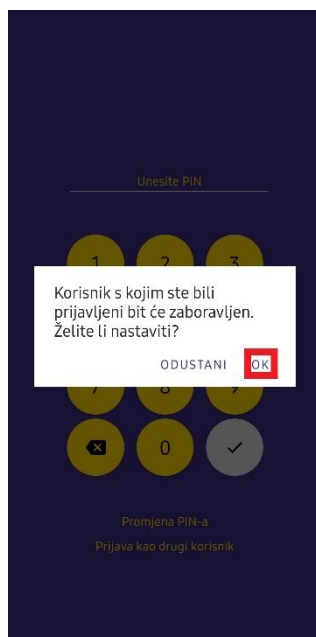 Unesite PIN
1 2 3
Korisnik s kojim ste bili
prijavljeni bit će zaboravljen.
Želite li nastaviti?
ODUSTANI OK
7 8 9
0
Promjena PIN-a
Prijava kao drugi korisnik